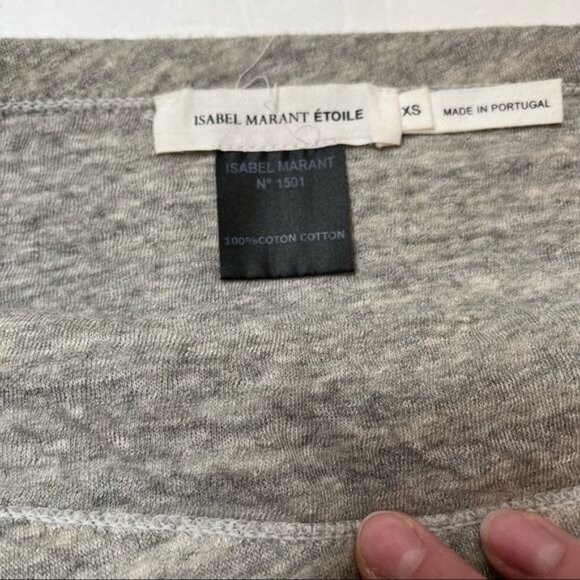 ISABEL MARANT ÉTOILE
XS
MADE IN PORTUGAL
ISABEL MARANT
N° 1501
100%COTON COTTON